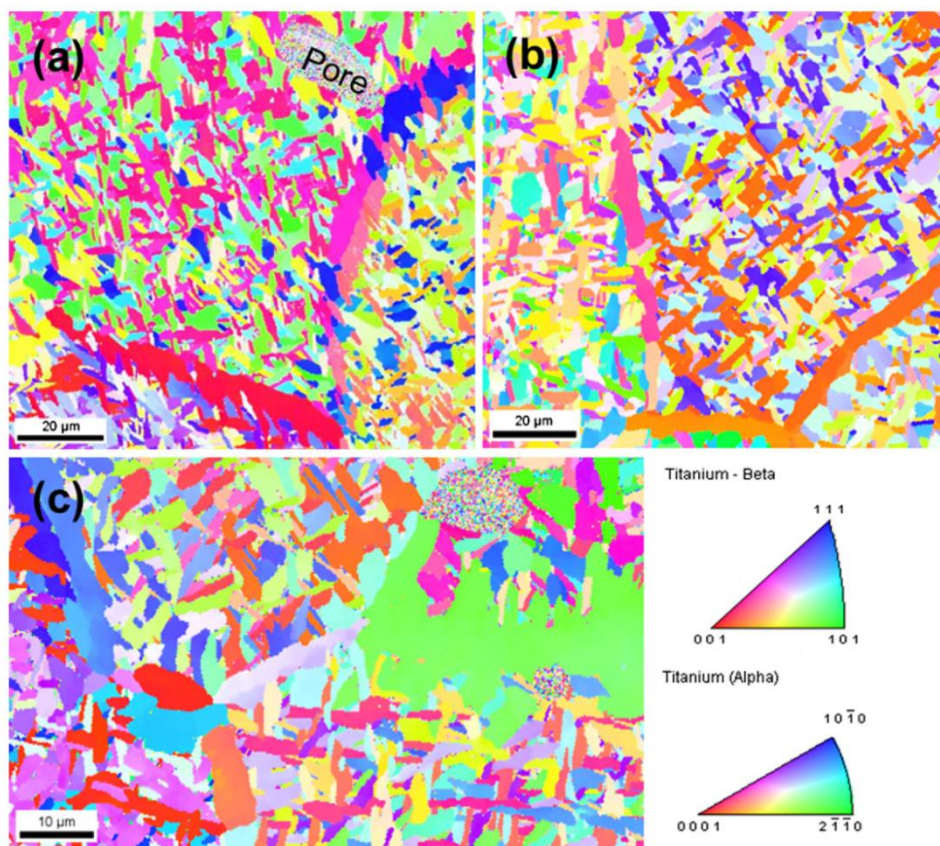 (a)
Pore
(b)
20 µm
20 µm
(c)
Titanium - Beta
1 1 1
0 0 1
1 0 1
Titanium (Alpha)
1 0 1̅ 0
0 0 0 1
2 1̅ 1̅ 0
10 µm